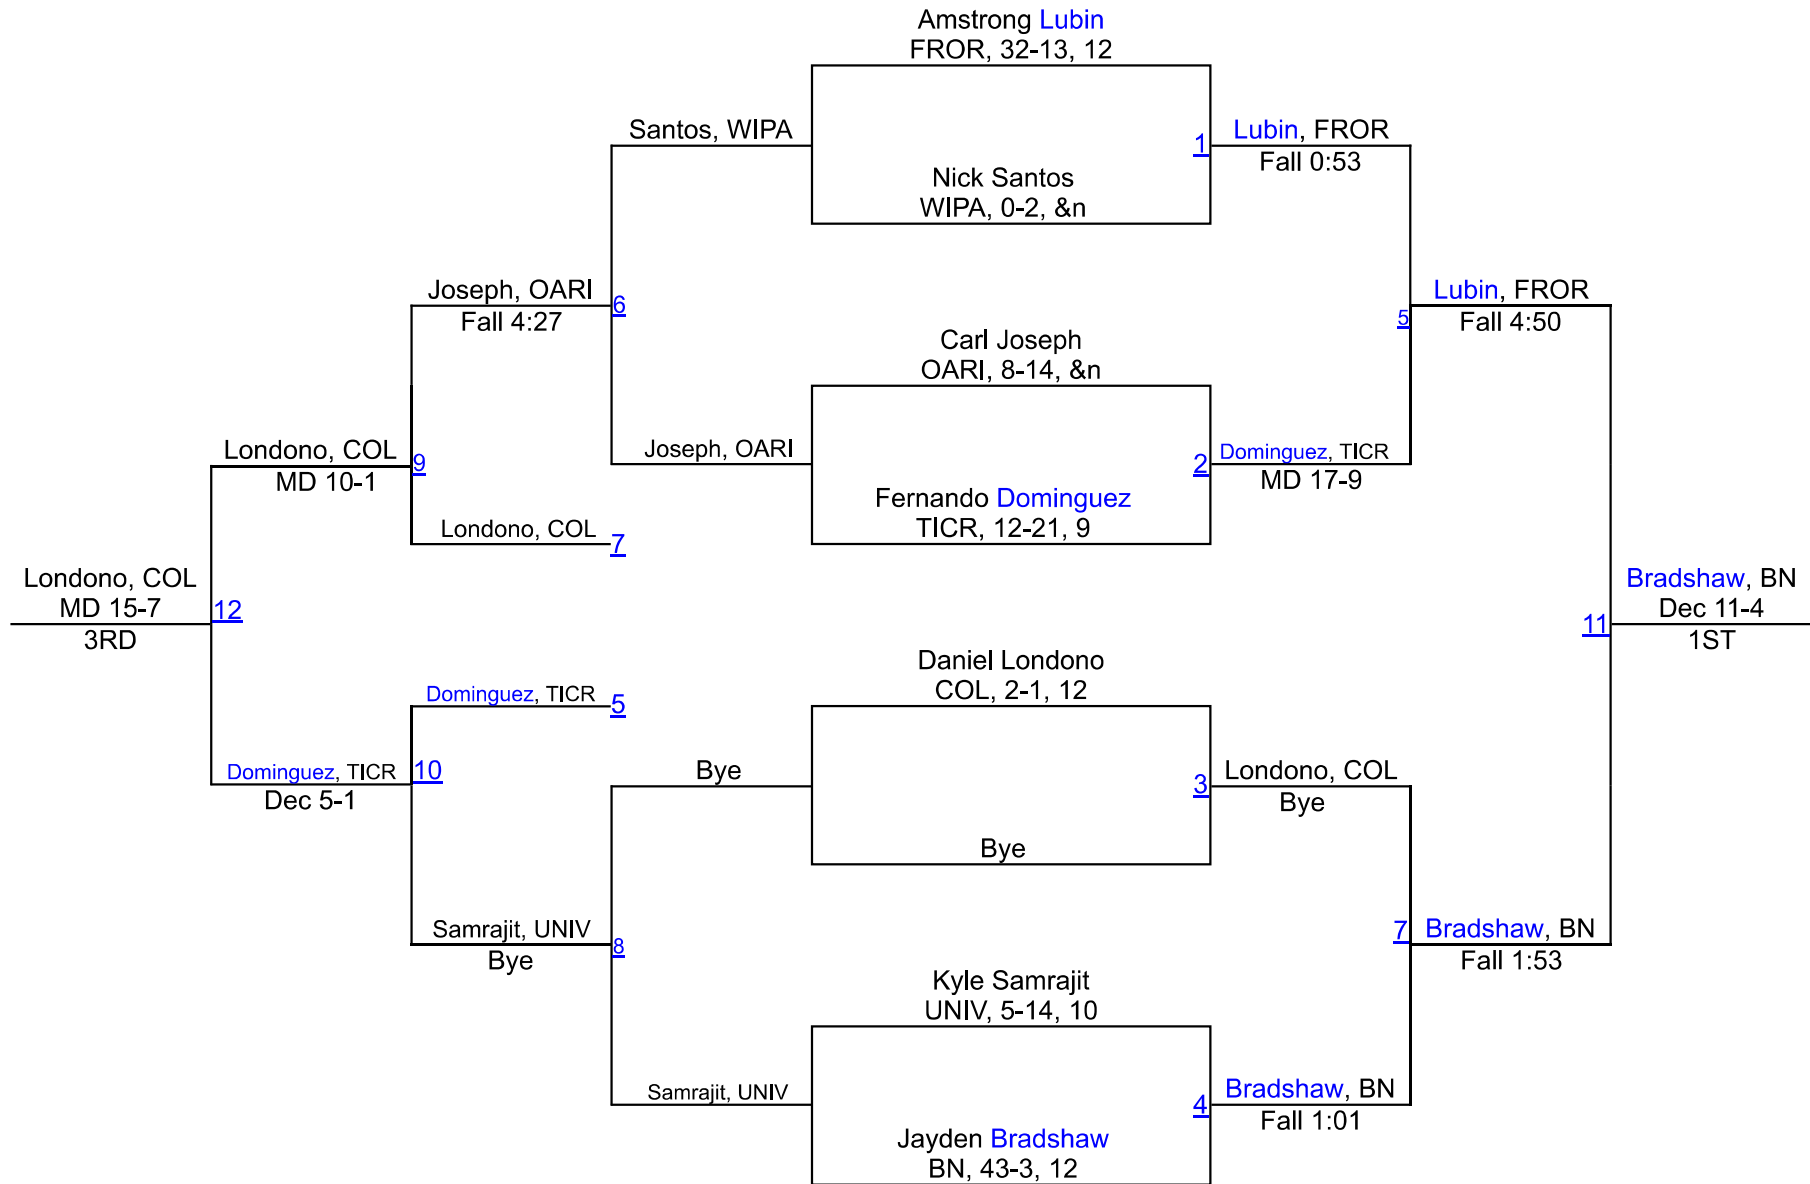 Amstrong Lubin
FROR, 32-13, 12
Santos, WIPA
1
Lubin, FROR
Fall 0:53
Nick Santos
WIPA, 0-2, &n
Joseph, OARI
6
Fall 4:27
Lubin, FROR
5
Fall 4:50
Carl Joseph
OARI, 8-14, &n
Londono, COL
9
MD 10-1
Joseph, OARI
2
Dominguez, TICR
MD 17-9
Fernando Dominguez
TICR, 12-21, 9
Londono, COL
7
Londono, COL
MD 15-7
12
3RD
Bradshaw, BN
Dec 11-4
11
1ST
Daniel Londono
COL, 2-1, 12
Dominguez, TICR
5
Dominguez, TICR
10
Dec 5-1
Bye
3
Londono, COL
Bye
Bye
Samrajit, UNIV
8
Bye
7
Bradshaw, BN
Fall 1:53
Kyle Samrajit
UNIV, 5-14, 10
Samrajit, UNIV
4
Bradshaw, BN
Fall 1:01
Jayden Bradshaw
BN, 43-3, 12